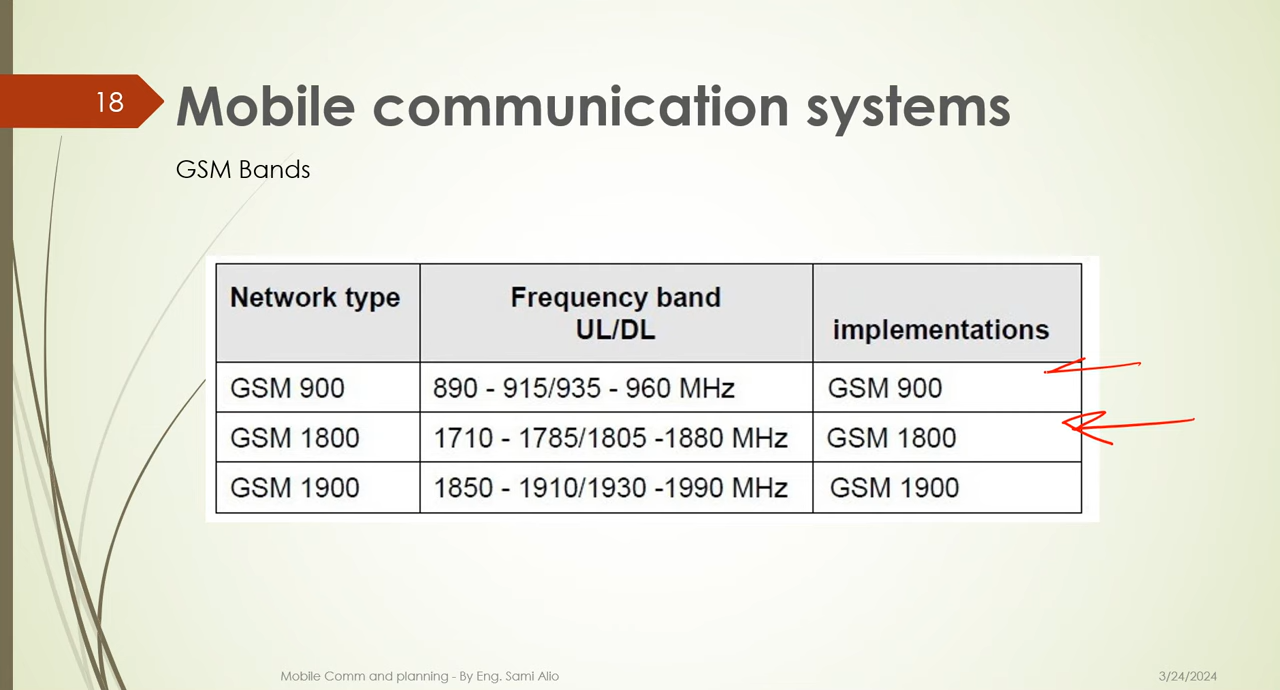 18
Mobile communication systems
GSM Bands
Network type
Frequency band
UL/DL
implementations
GSM 900 890 - 915/935 - 960 MHz GSM 900
GSM 1800 1710 - 1785/1805 -1880 MHz GSM 1800
GSM 1900 1850 - 1910/1930 -1990 MHz GSM 1900
Mobile Comm and planning - By Eng. Sami Alio
3/24/2024